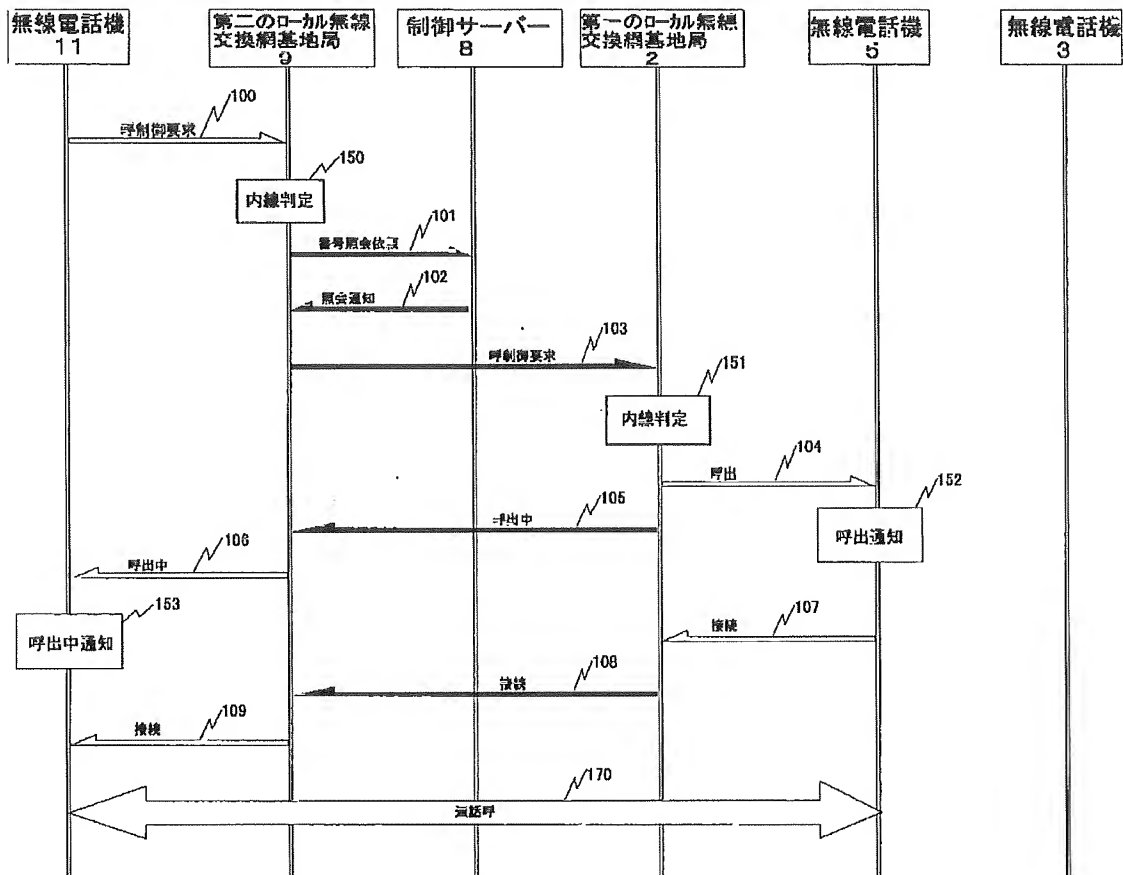 無線電話機
11
第二のローカル無線
交換網基地局
9
制御サーバー
8
第一のローカル無線
交換網基地局
2
無線電話機
5
無線電話機
3
100
呼制御要求
150
内線判定
101
番号照会依頼
102
照会通知
103
呼制御要求
151
内線判定
104
呼出
152
呼出通知
105
呼出中
106
呼出中
153
呼出中通知
107
接続
108
接続
109
接続
170
通話呼